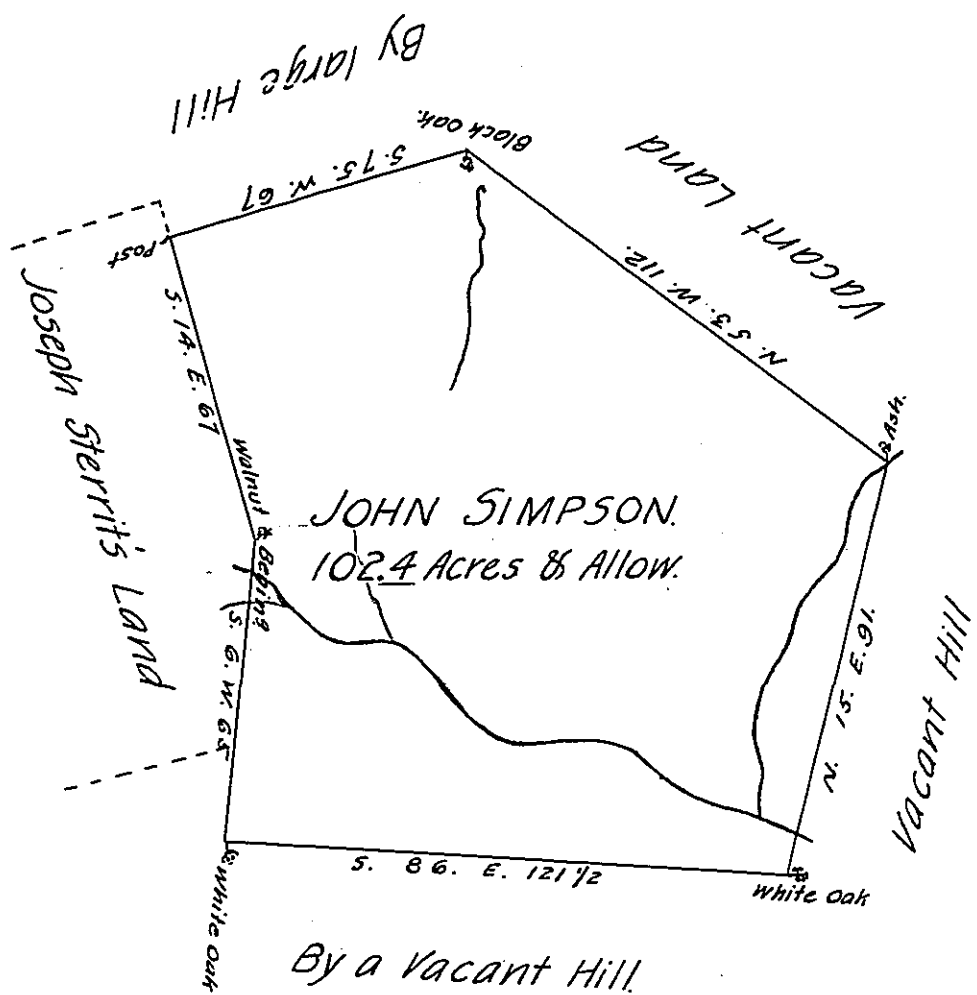 By large Hill
Black Oak.
S. 75. W. 67
Vacant Land
Post
N. 53. W. 112.
Joseph Sterrit's Land
S. 14. E. 67
Ash.
Walnut & Begin'g
JOHN SIMPSON.
102.4 Acres & Allow.
S. 6. W. 65
N. 15. E. 91.
Vacant Hill
S. 86. E. 121 1/2
White Oak
White Oak
By a Vacant Hill.